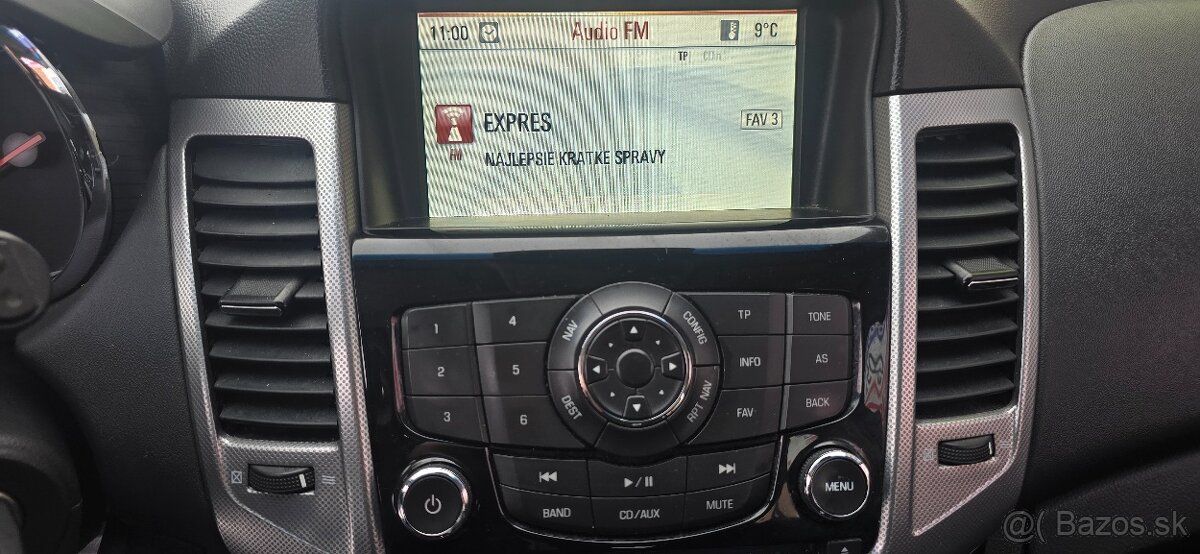 11:00 Audio FM 9°C
TP
EXPRES FAV 3
FM NAJLEPSIE KRATKE SPRAVY
1 4 NAV CONFIG TP TONE
2 5 INFO AS
3 6 DEST RPT NAV FAV BACK
MENU
BAND CD/AUX MUTE
@( Bazos.sk